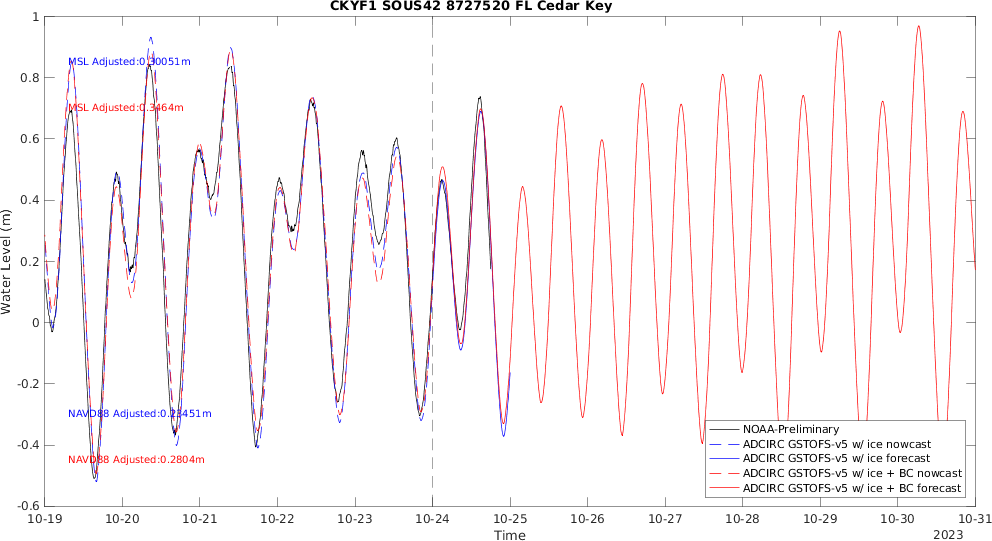 CKYF1 SOUS42 8727520 FL Cedar Key
1
0.8
0.6
0.4
0.2
0
-0.2
-0.4
-0.6
Water Level (m)
MSL Adjusted:0.30051m
MSL Adjusted:0.3464m
NAVD88 Adjusted:0.23451m
NAVD88 Adjusted:0.2804m
NOAA-Preliminary
ADCIRC GSTOFS-v5 w/ ice nowcast
ADCIRC GSTOFS-v5 w/ ice forecast
ADCIRC GSTOFS-v5 w/ ice + BC nowcast
ADCIRC GSTOFS-v5 w/ ice + BC forecast
10-19 10-20 10-21 10-22 10-23 10-24 10-25 10-26 10-27 10-28 10-29 10-30 10-31
Time
2023